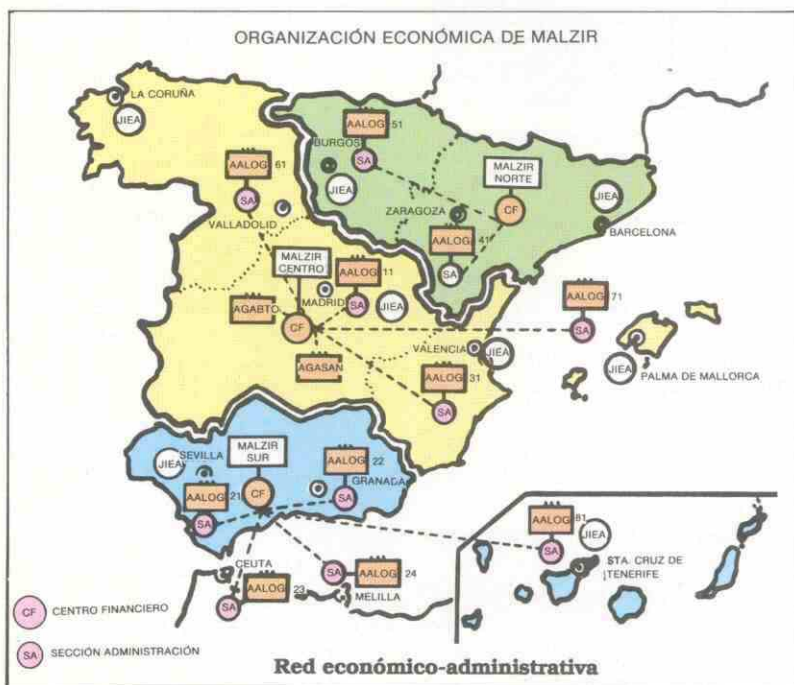 ORGANIZACIÓN ECONÓMICA DE MALZIR
LA CORUÑA
JIEA
AALOG 51
BURGOS
SA
JIEA
MALZIR
NORTE
CF
JIEA
BARCELONA
ZARAGOZA
AALOG 41
SA
AALOG 61
SA
VALLADOLID
MALZIR
CENTRO
CF
AALOG 11
MADRID
SA
JIEA
AGABTO
AGASAN
VALENCIA
JIEA
AALOG 31
SA
AALOG 71
SA
PALMA DE MALLORCA
JIEA
SEVILLA
JIEA
MALZIR
SUR
CF
AALOG 21
SA
AALOG 22
GRANADA
SA
CEUTA
AALOG 23
SA
SA
AALOG 24
MELILLA
AALOG 81
SA
JIEA
STA. CRUZ DE
TENERIFE
CF CENTRO FINANCIERO
SA SECCIÓN ADMINISTRACIÓN
Red económico-administrativa